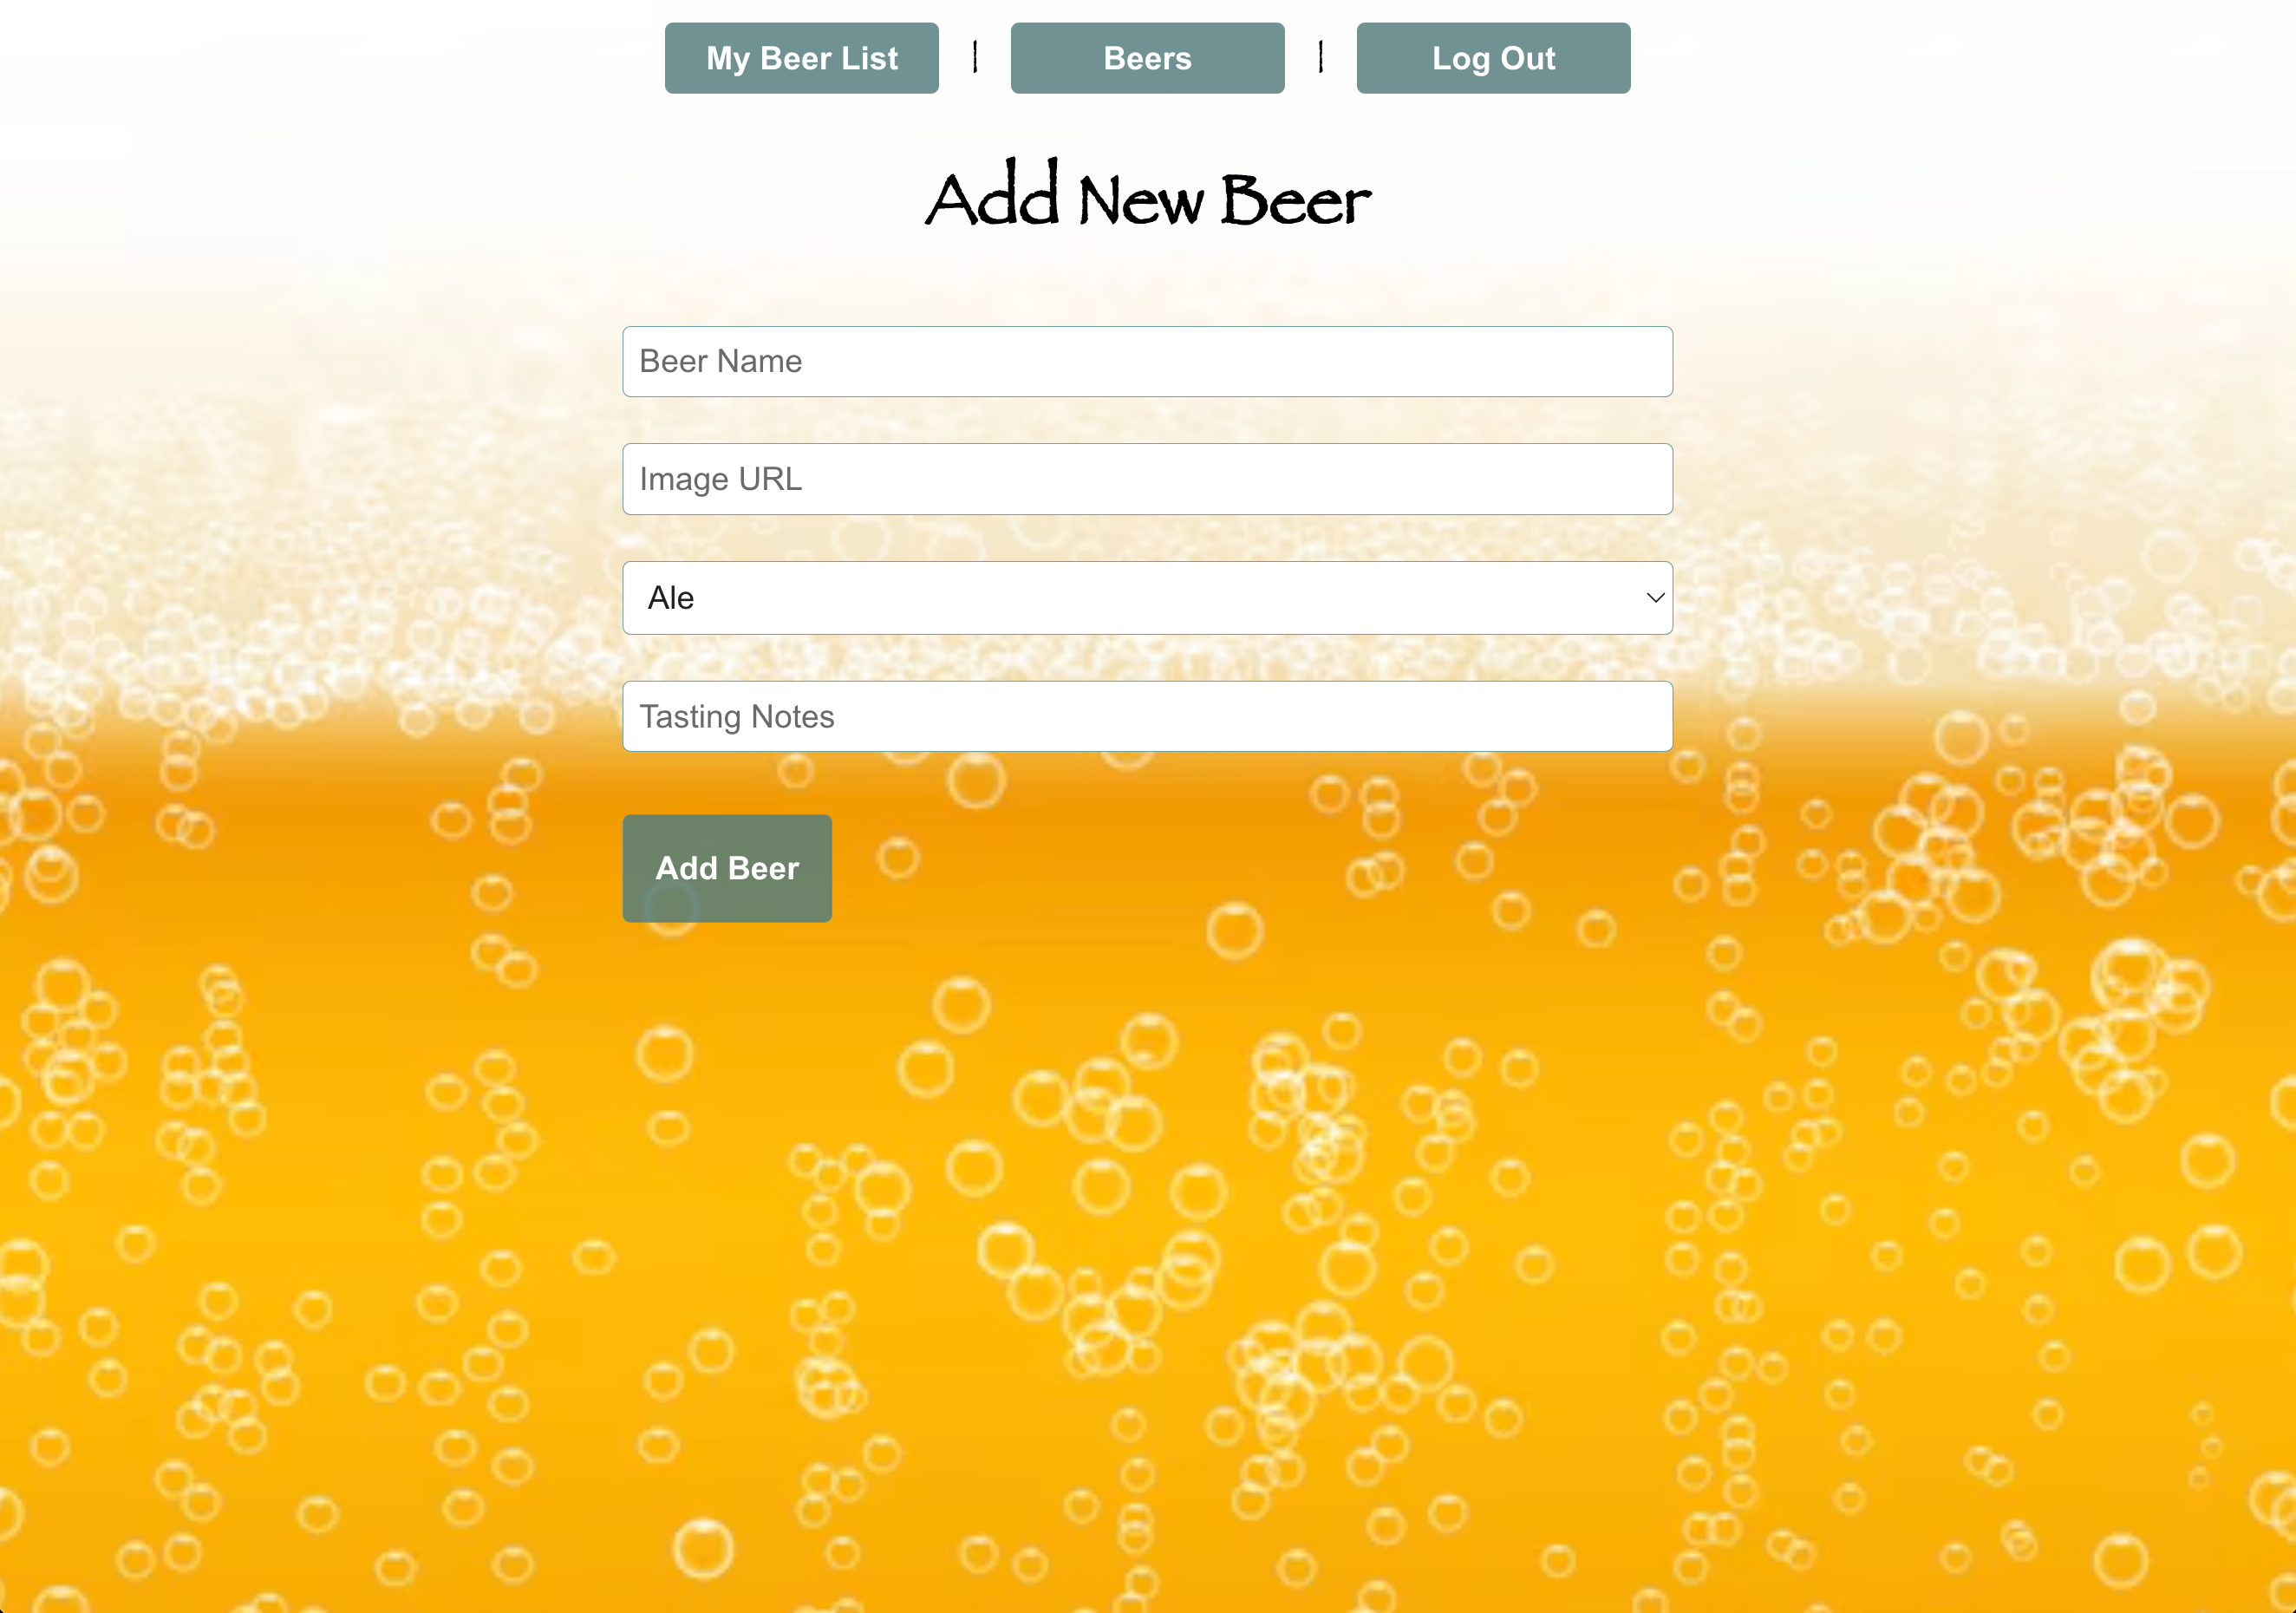 My Beer List | Beers | Log Out
Add New Beer
Beer Name
Image URL
Ale
Tasting Notes
Add Beer